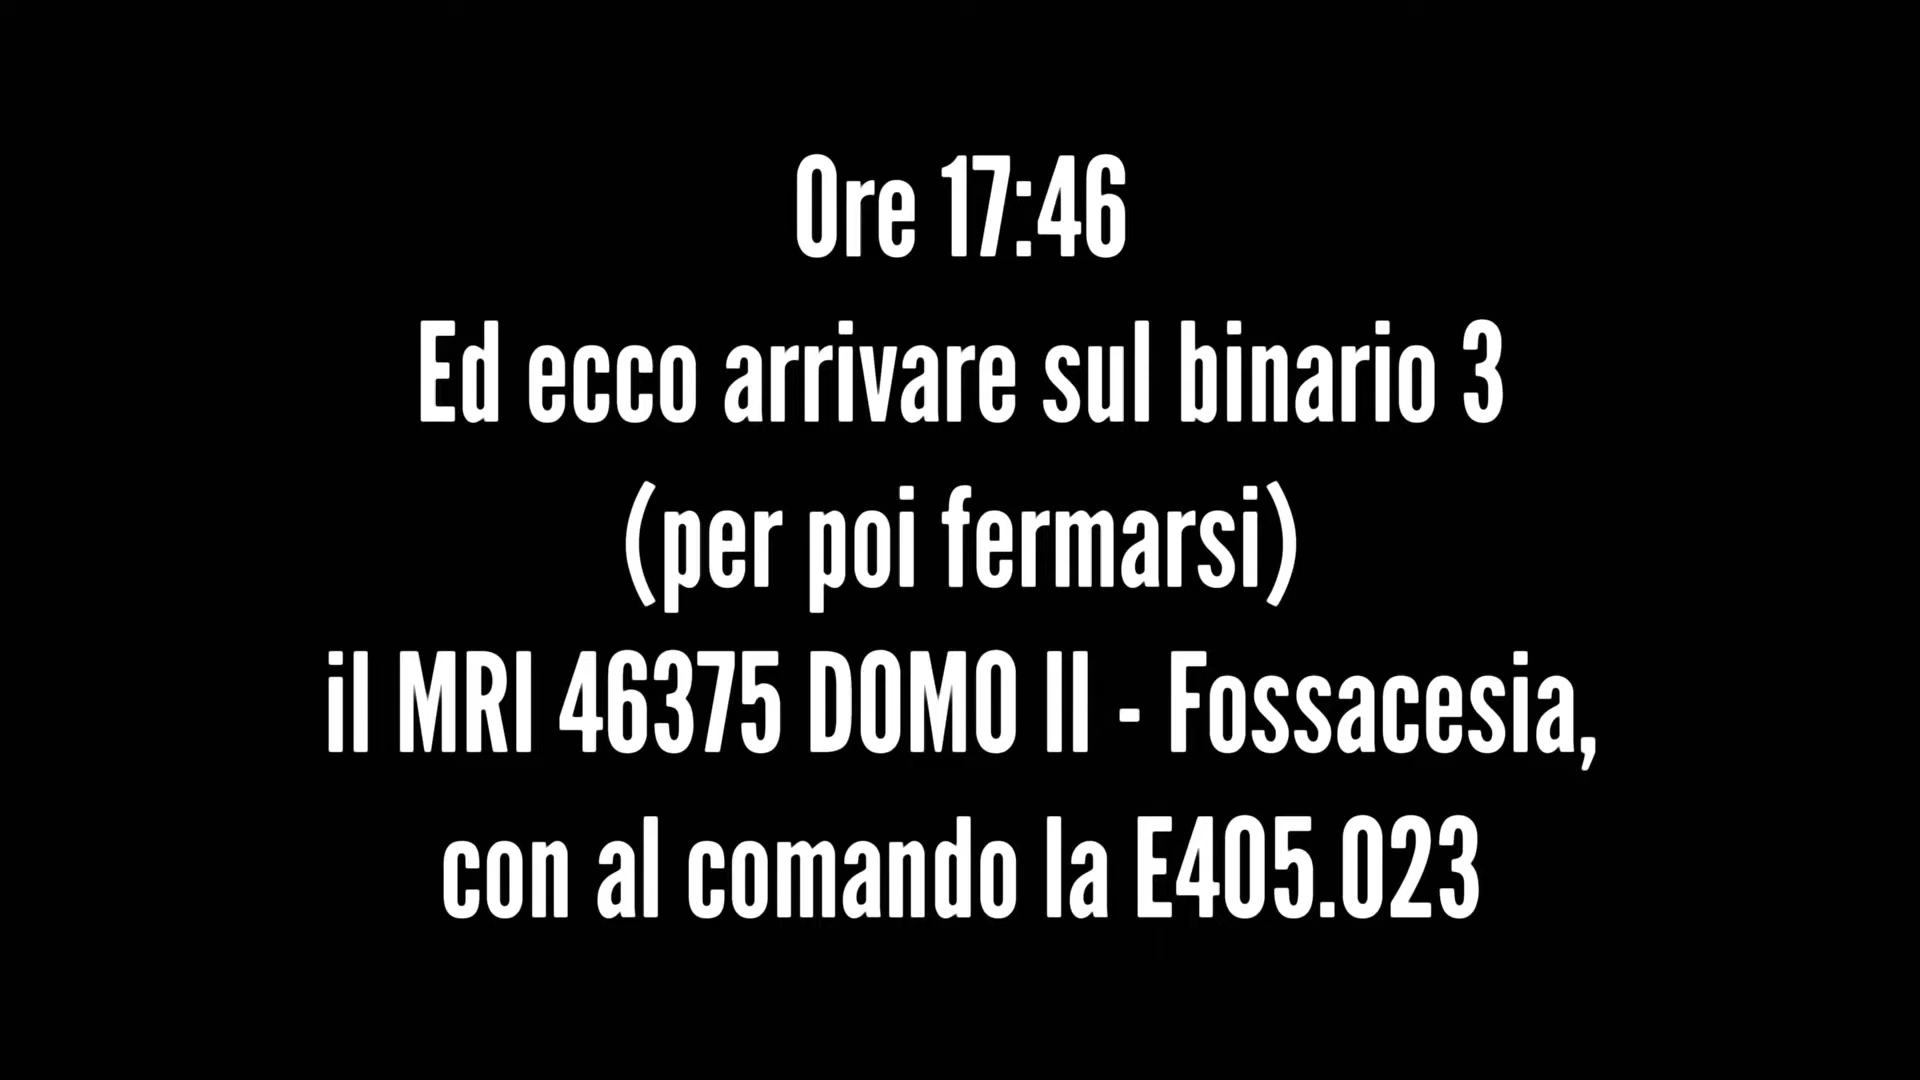 Ore 17:46
Ed ecco arrivare sul binario 3
(per poi fermarsi)
il MRI 46375 DOMO II - Fossacesia,
con al comando la E405.023